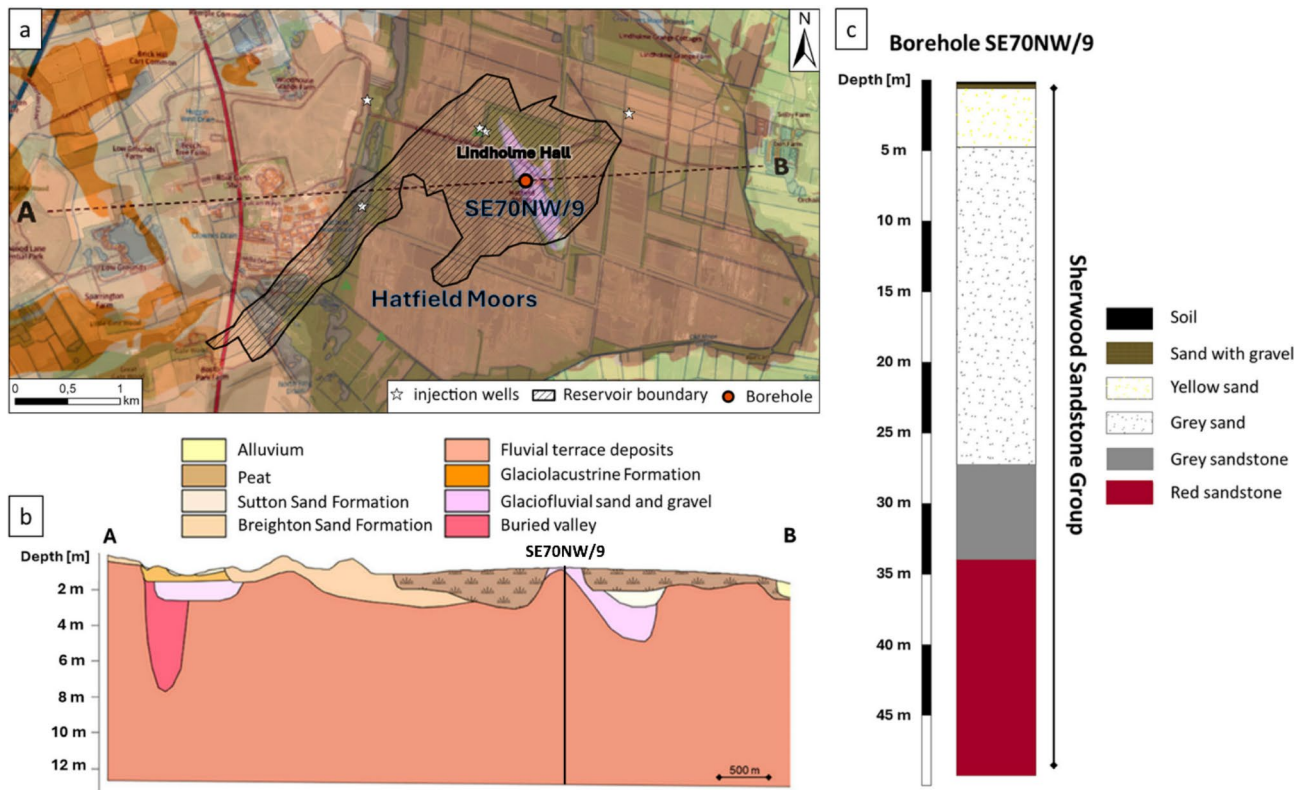 a
N
A
B
Lindholme Hall
SE70NW/9
Hatfield Moors
Low Grounds
0
0,5
1
km
injection wells
Reservoir boundary
Borehole
Alluvium
Peat
Sutton Sand Formation
Breighton Sand Formation
Fluvial terrace deposits
Glaciolacustrine Formation
Glaciofluvial sand and gravel
Buried valley
b
A
SE70NW/9
B
Depth [m]
2 m
4 m
6 m
8 m
10 m
12 m
500 m
c
Borehole SE70NW/9
Depth [m]
5 m
10 m
15 m
20 m
25 m
30 m
35 m
40 m
45 m
Sherwood Sandstone Group
Soil
Sand with gravel
Yellow sand
Grey sand
Grey sandstone
Red sandstone